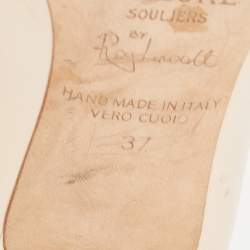 SOULIERS
BY
HAND MADE IN ITALY
VERO CUOIO
37